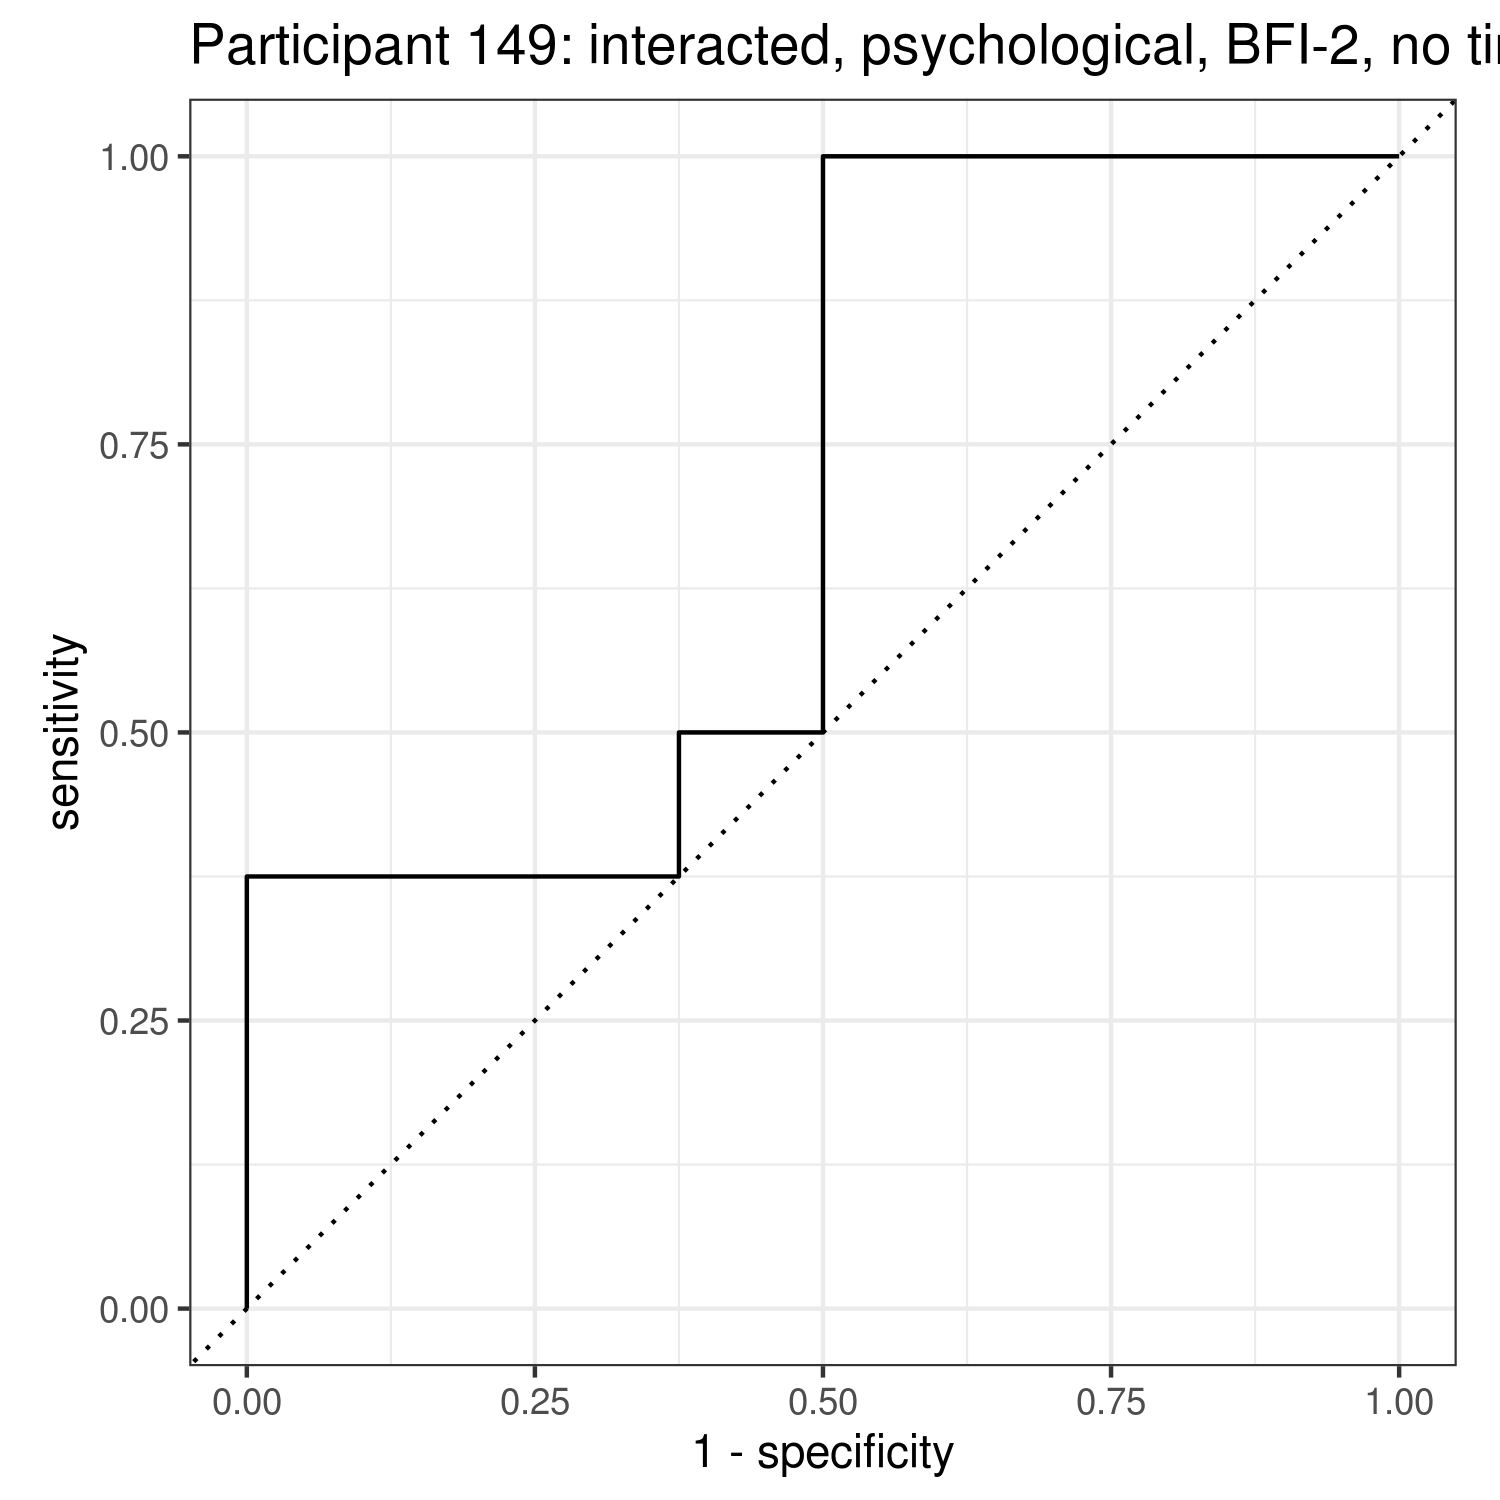 Participant 149: interacted, psychological, BFI-2, no
1.00
0.75
0.50
0.25
0.00
sensitivity
0.00 0.25 0.50 0.75 1.00
1 - specificity